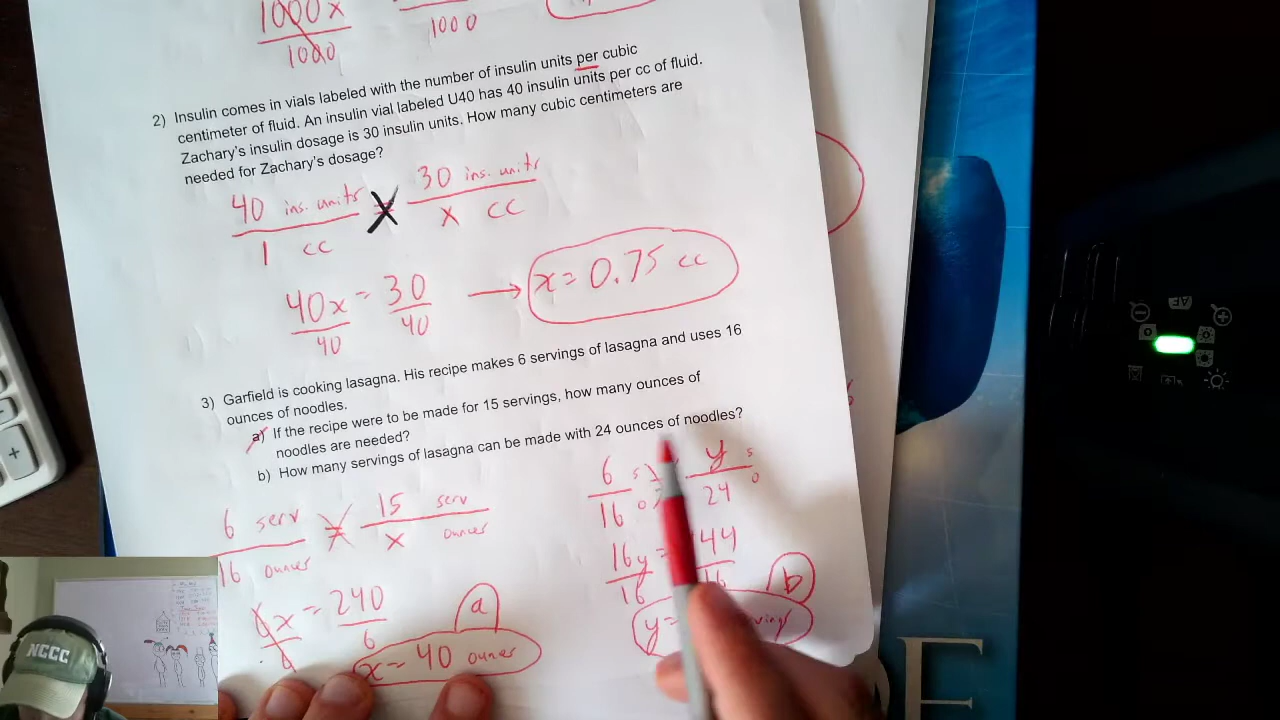 1000x
1000 1000
2) Insulin comes in vials labeled with the number of insulin units per cubic
centimeter of fluid. An insulin vial labeled U40 has 40 insulin units per cc of fluid.
Zachary's insulin dosage is 30 insulin units. How many cubic centimeters are
needed for Zachary's dosage?
40 ins. units = 30 ins. units
1 cc x cc
40x = 30
40 40
→ x = 0.75 cc
3) Garfield is cooking lasagna. His recipe makes 6 servings of lasagna and uses 16
ounces of noodles.
a) If the recipe were to be made for 15 servings, how many ounces of
noodles are needed?
b) How many servings of lasagna can be made with 24 ounces of noodles?
6 serv = 15 serv
16 ounces x ounces
6x = 240
6 6
a
x = 40 ounces
6 s y s
16 o 24 o
16y = 144
16 16
b
y =
NCCC
AF
E